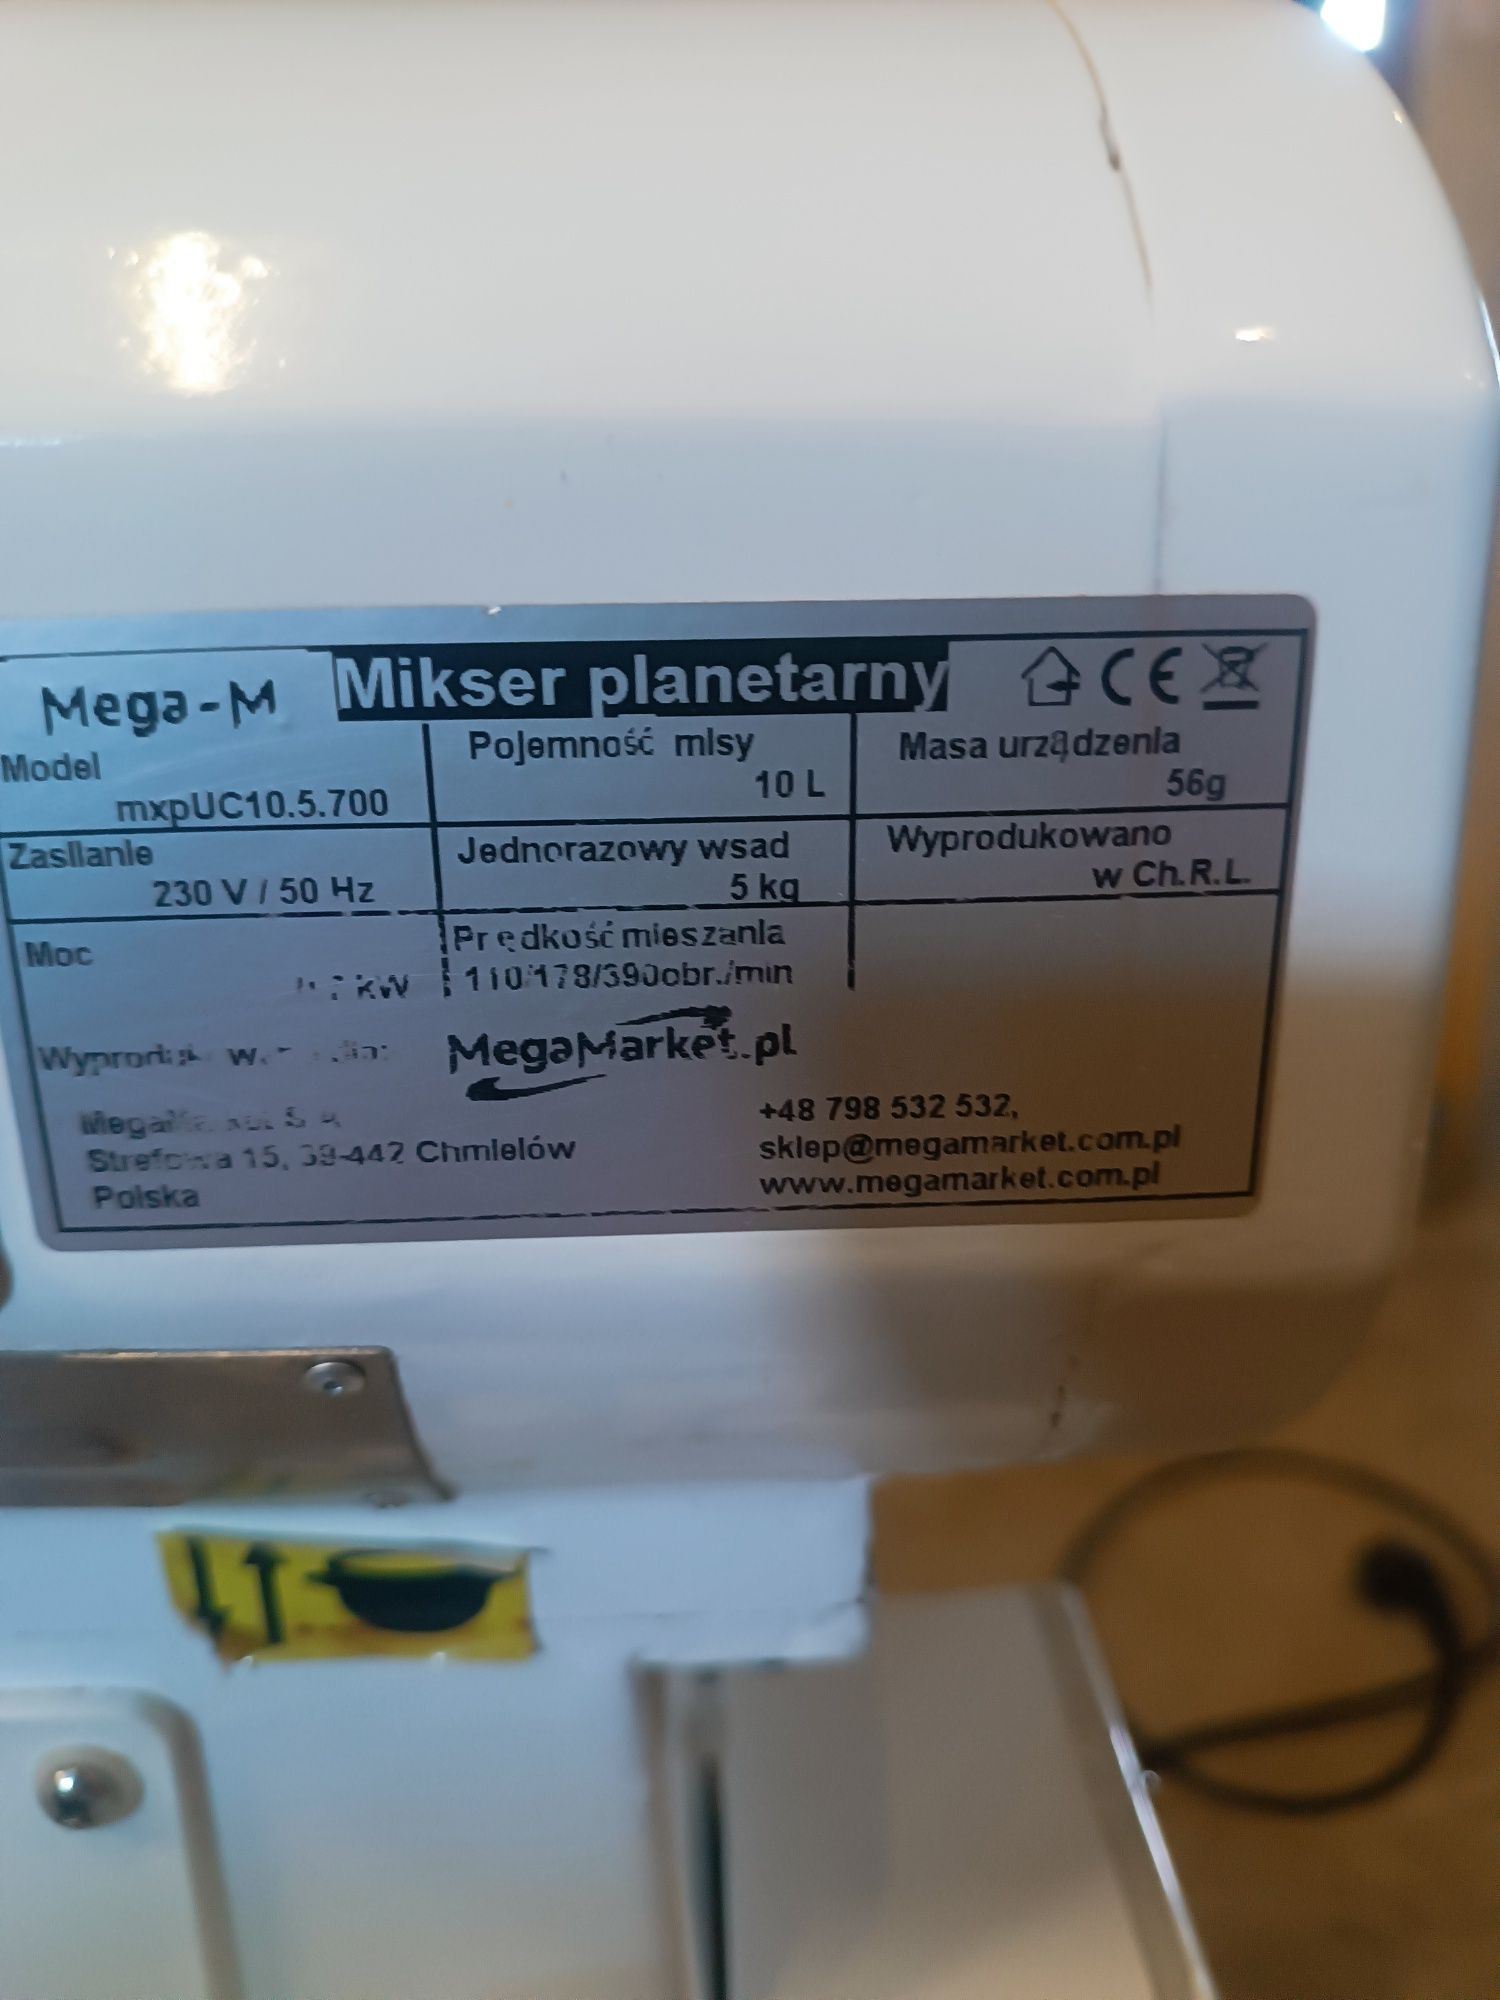 Mega-M Mikser planetarny CE
Model
mxpUC10.5.700
Pojemność misy
10 L
Masa urządzenia
56g
Zasilanie
230 V / 50 Hz
Jednorazowy wsad
5 kg
Wyprodukowano
w Ch.R.L.
Moc
kW
Prędkość mieszania
110/178/390obr./min
MegaMarket.pl
15, 39-442 Chmielów
Polska
+48 798 532 532,
sklep@megamarket.com.pl
www.megamarket.com.pl